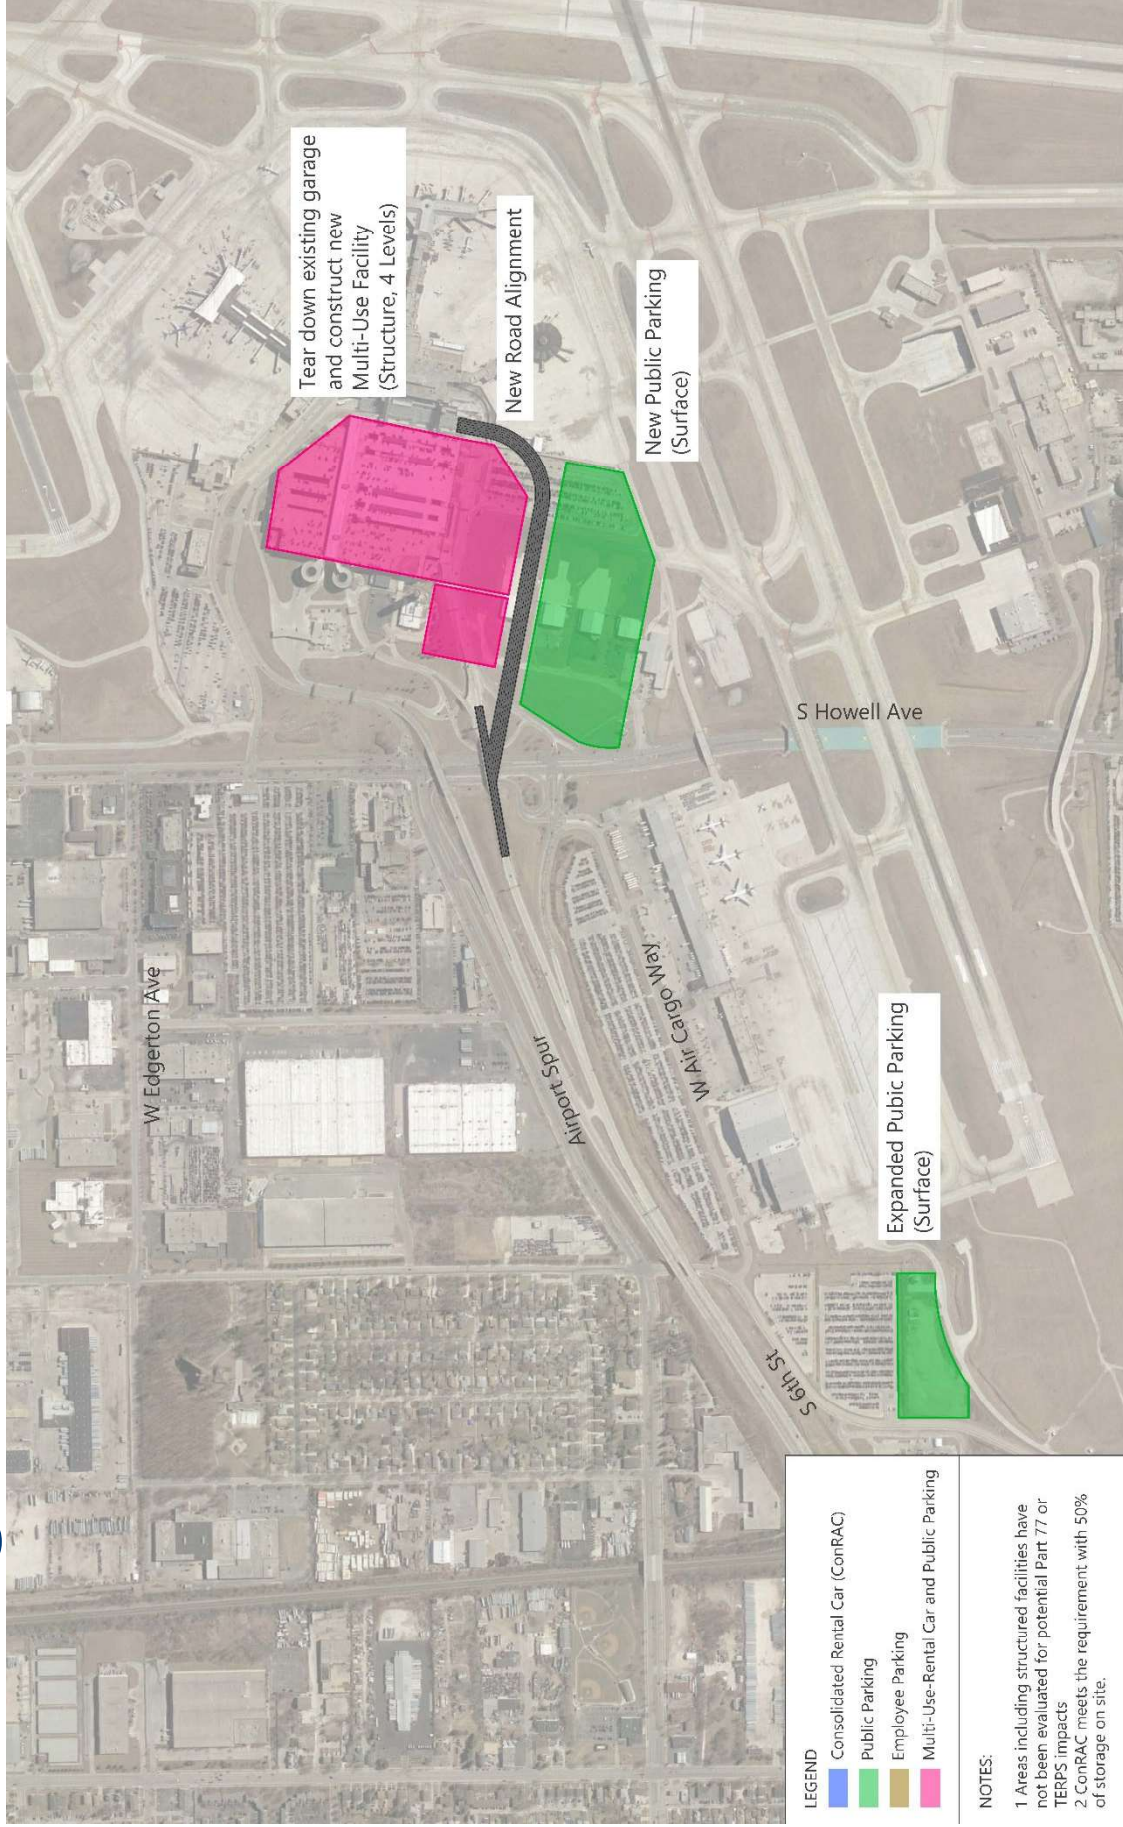 Tear down existing garage
and construct new
Multi-Use Facility
(Structure, 4 Levels)
New Road Alignment
New Public Parking
(Surface)
S Howell Ave
W Edgerton Ave
Airport Spur
W Air Cargo Way
Expanded Pubic Parking
(Surface)
S 6th St
LEGEND
Consolidated Rental Car (ConRAC)
Public Parking
Employee Parking
Multi-Use-Rental Car and Public Parking
NOTES:
1 Areas including structured facilities have
not been evaluated for potential Part 77 or
TERPS impacts
2 ConRAC meets the requirement with 50%
of storage on site.